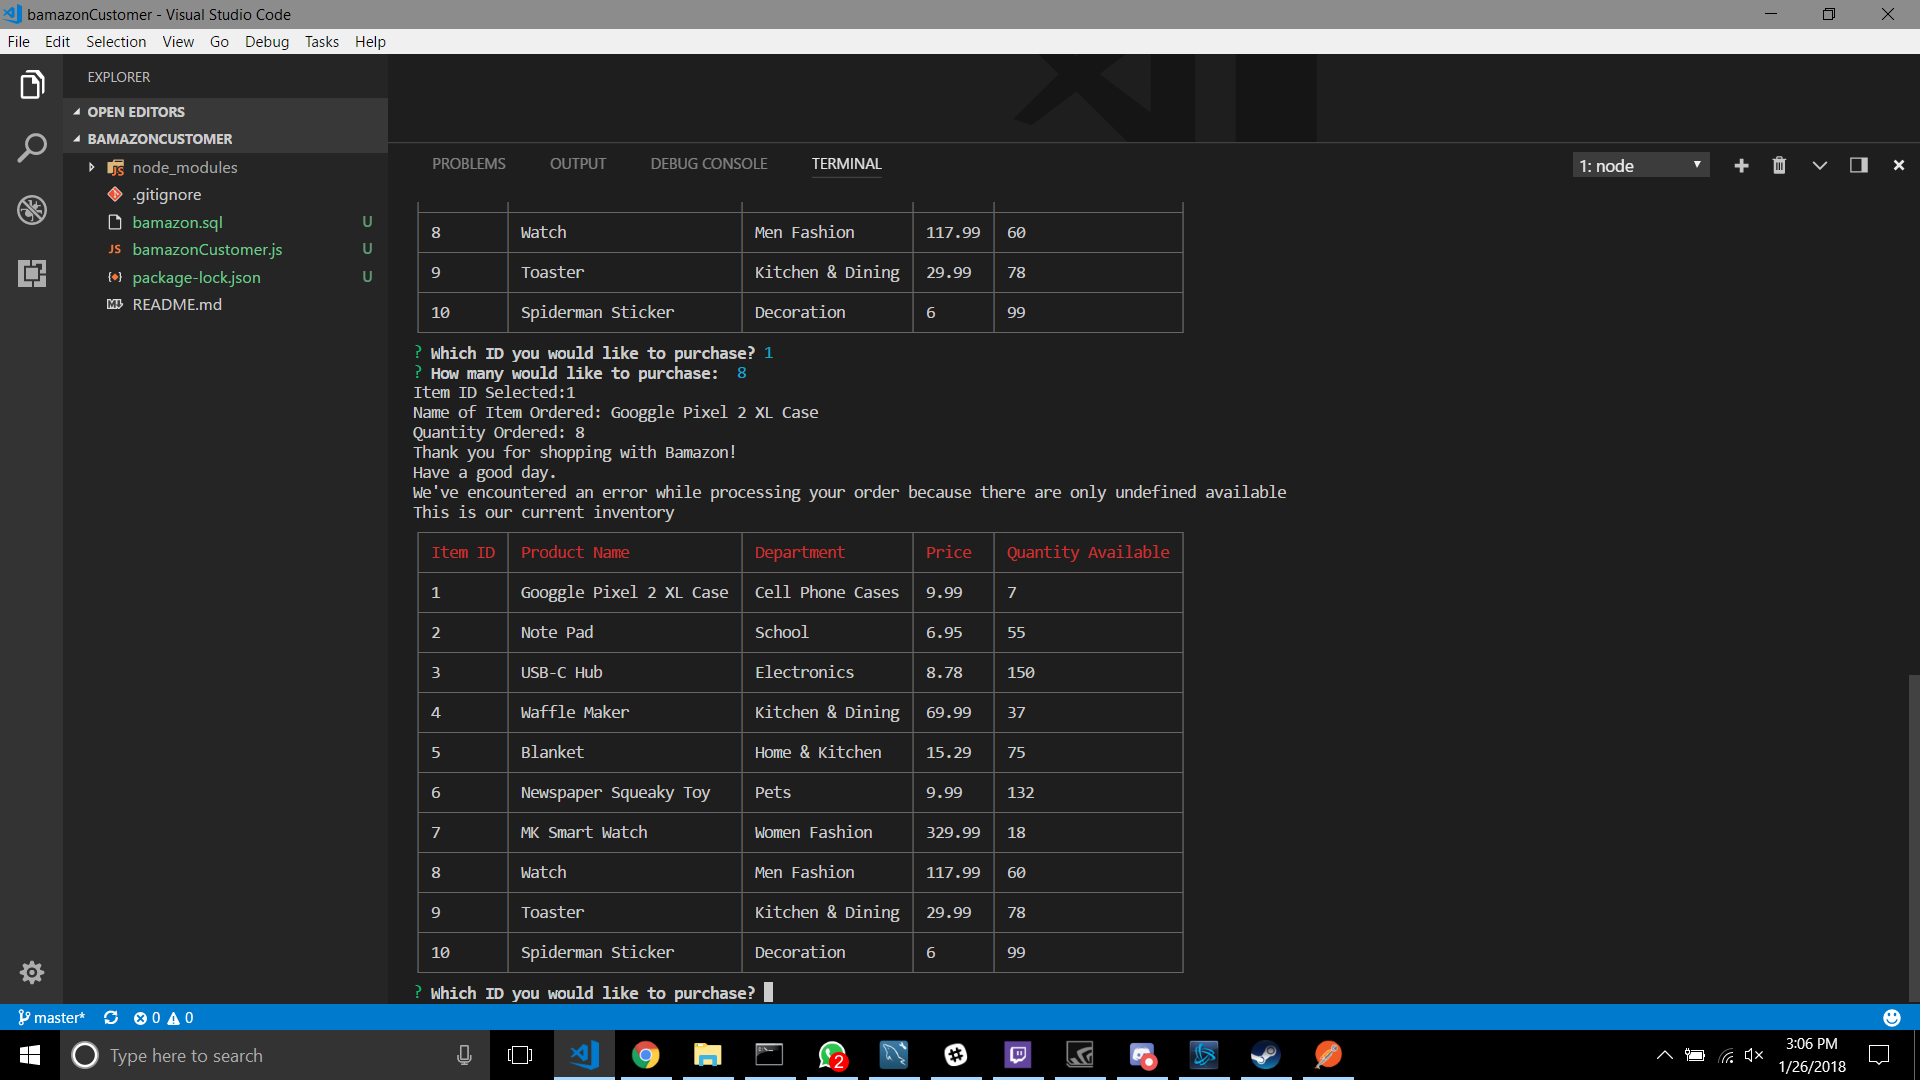 bamazonCustomer - Visual Studio Code
File Edit Selection View Go Debug Tasks Help
EXPLORER
OPEN EDITORS
BAMAZONCUSTOMER
node_modules
.gitignore
bamazon.sql U
JS bamazonCustomer.js U
package-lock.json U
README.md
PROBLEMS OUTPUT DEBUG CONSOLE TERMINAL 1: node
8 Watch Men Fashion 117.99 60
9 Toaster Kitchen & Dining 29.99 78
10 Spiderman Sticker Decoration 6 99
? Which ID you would like to purchase? 1
? How many would like to purchase: 8
Item ID Selected:1
Name of Item Ordered: Googgle Pixel 2 XL Case
Quantity Ordered: 8
Thank you for shopping with Bamazon!
Have a good day.
We've encountered an error while processing your order because there are only undefined available
This is our current inventory
Item ID Product Name Department Price Quantity Available
1 Googgle Pixel 2 XL Case Cell Phone Cases 9.99 7
2 Note Pad School 6.95 55
3 USB-C Hub Electronics 8.78 150
4 Waffle Maker Kitchen & Dining 69.99 37
5 Blanket Home & Kitchen 15.29 75
6 Newspaper Squeaky Toy Pets 9.99 132
7 MK Smart Watch Women Fashion 329.99 18
8 Watch Men Fashion 117.99 60
9 Toaster Kitchen & Dining 29.99 78
10 Spiderman Sticker Decoration 6 99
? Which ID you would like to purchase?
master* 0 0
Type here to search
2
3:06 PM
1/26/2018